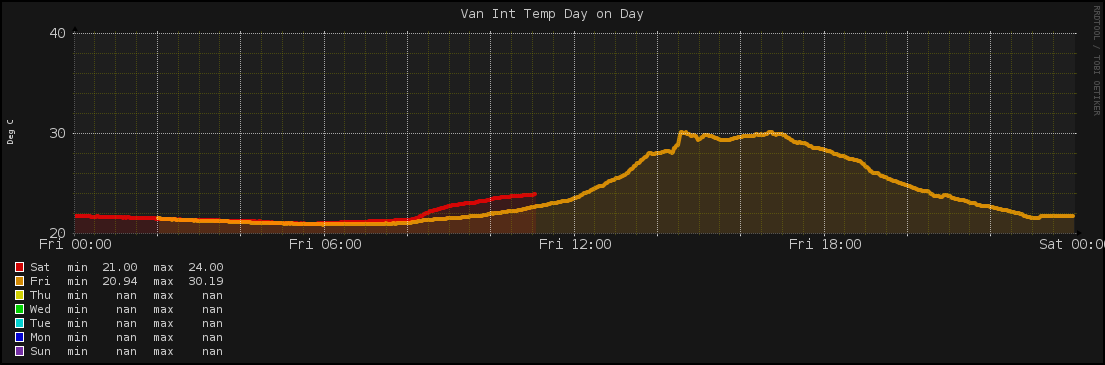 Van Int Temp Day on Day
RRDTOOL / TOBI OETIKER
Deg C
40
30
20
Fri 00:00 Fri 06:00 Fri 12:00 Fri 18:00 Sat 00:00
Sat min 21.00 max 24.00
Fri min 20.94 max 30.19
Thu min nan max nan
Wed min nan max nan
Tue min nan max nan
Mon min nan max nan
Sun min nan max nan